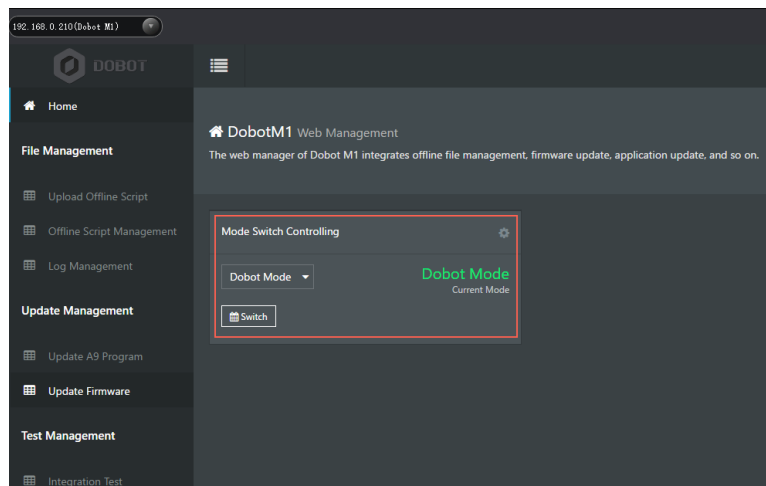 192.168.0.210(Dobot M1)
DOBOT
Home
File Management
Upload Offline Script
Offline Script Management
Log Management
Update Management
Update A9 Program
Update Firmware
Test Management
Integration Test
DobotM1 Web Management
The web manager of Dobot M1 integrates offline file management, firmware update, application update, and so on.
Mode Switch Controlling
Dobot Mode
Dobot Mode
Current Mode
Switch